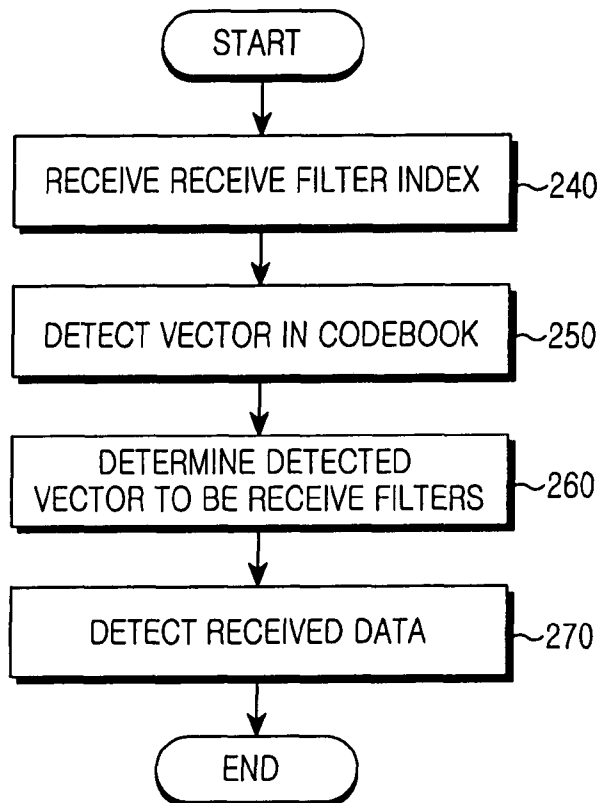 START
RECEIVE RECEIVE FILTER INDEX
240
DETECT VECTOR IN CODEBOOK
250
DETERMINE DETECTED
VECTOR TO BE RECEIVE FILTERS
260
DETECT RECEIVED DATA
270
END